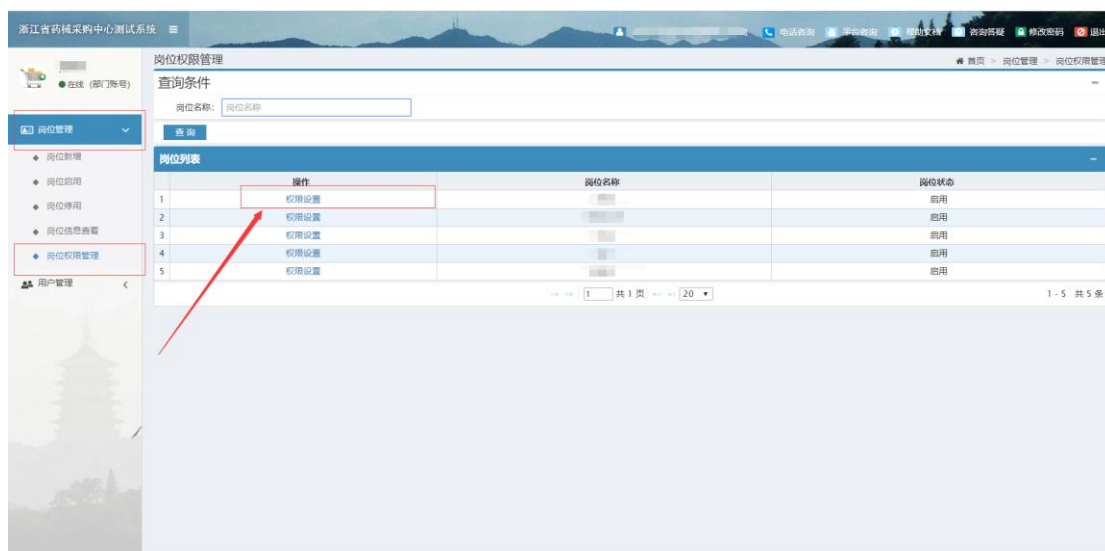 浙江省药械采购中心测试系统
电话咨询 平台咨询 帮助文档 咨询答疑 修改密码 退出
在线 (部门账号)
岗位管理
岗位新增
岗位启用
岗位停用
岗位信息查看
岗位权限管理
用户管理
岗位权限管理
首页 > 岗位管理 > 岗位权限管理
查询条件
岗位名称: 岗位名称
查询
岗位列表
操作 岗位名称 岗位状态
1 权限设置 启用
2 权限设置 启用
3 权限设置 启用
4 权限设置 启用
5 权限设置 启用
1 共 1 页 20
1 - 5 共 5 条